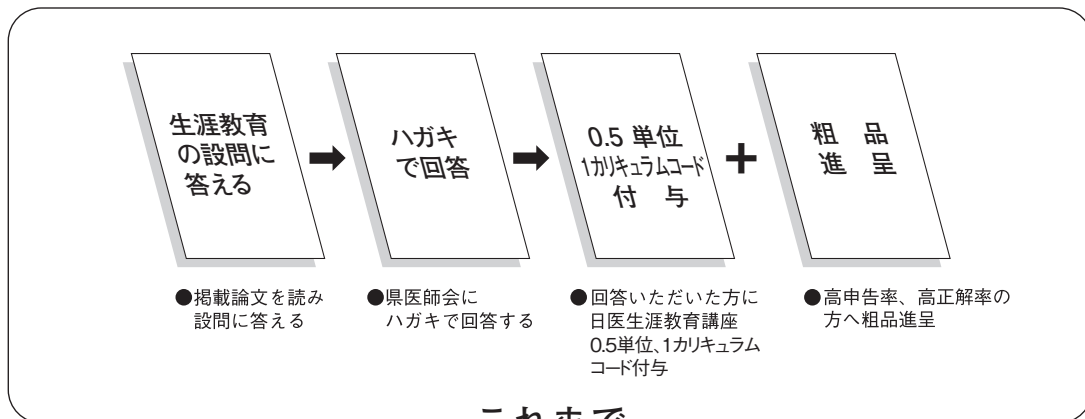 生涯教育
の設問に
答える
ハガキ
で回答
0.5 単位
1カリキュラムコード
付 与
粗 品
進 呈
●掲載論文を読み
設問に答える
●県医師会に
ハガキで回答する
●回答いただいた方に
日医生涯教育講座
0.5単位、1カリキュラム
コード付与
●高申告率、高正解率の
方へ粗品進呈
これまで